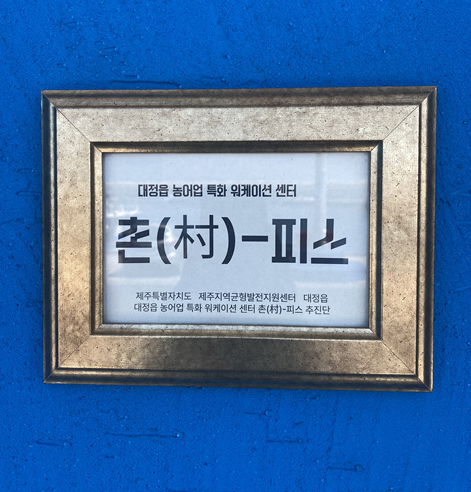 대정읍 농어업 특화 워케이션 센터
촌(村)-피스
제주특별자치도 제주지역균형발전지원센터 대정읍
대정읍 농어업 특화 워케이션 센터 촌(村)-피스 추진단